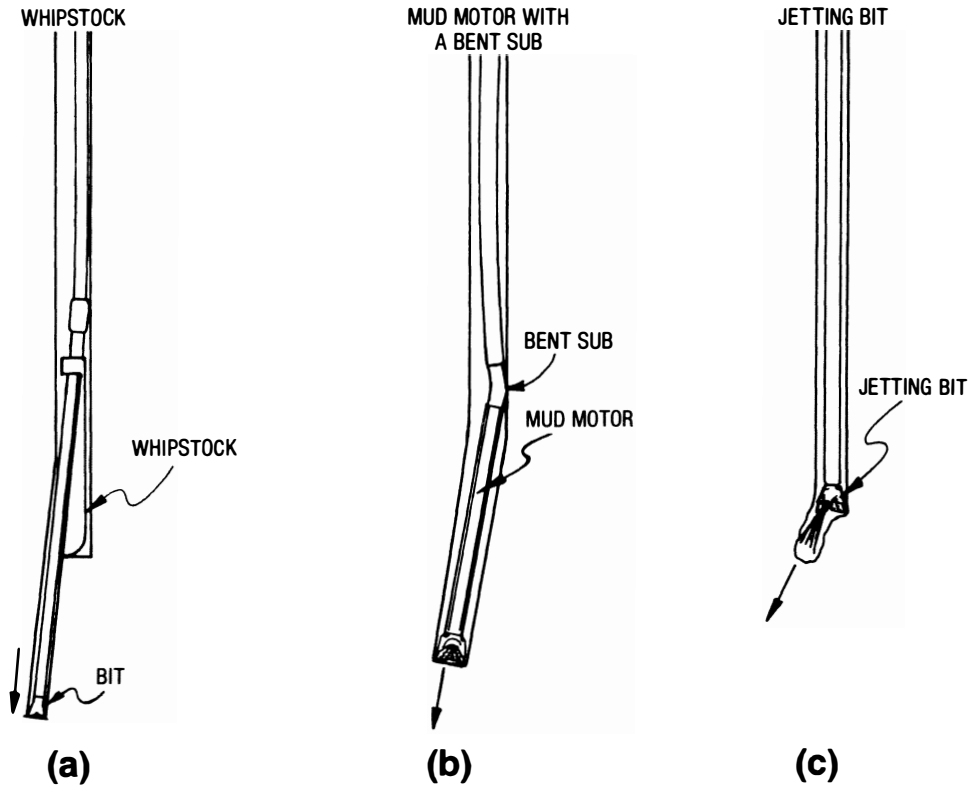 WHIPSTOCK
WHIPSTOCK
BIT
(a)
MUD MOTOR WITH
A BENT SUB
BENT SUB
MUD MOTOR
(b)
JETTING BIT
JETTING BIT
(c)